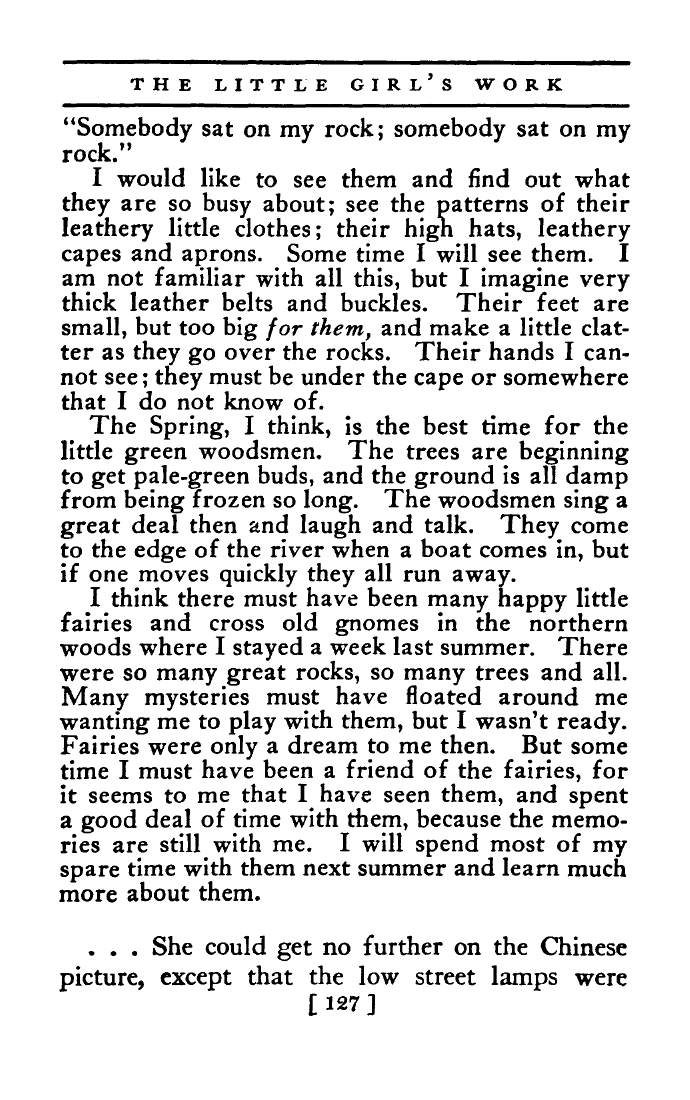 THE LITTLE GIRL'S WORK
"Somebody sat on my rock; somebody sat on my
rock."
I would like to see them and find out what
they are so busy about; see the patterns of their
leathery little clothes; their high hats, leathery
capes and aprons. Some time I will see them. I
am not familiar with all this, but I imagine very
thick leather belts and buckles. Their feet are
small, but too big for them, and make a little clat-
ter as they go over the rocks. Their hands I can-
not see; they must be under the cape or somewhere
that I do not know of.
The Spring, I think, is the best time for the
little green woodsmen. The trees are beginning
to get pale-green buds, and the ground is all damp
from being frozen so long. The woodsmen sing a
great deal then and laugh and talk. They come
to the edge of the river when a boat comes in, but
if one moves quickly they all run away.
I think there must have been many happy little
fairies and cross old gnomes in the northern
woods where I stayed a week last summer. There
were so many great rocks, so many trees and all.
Many mysteries must have floated around me
wanting me to play with them, but I wasn't ready.
Fairies were only a dream to me then. But some
time I must have been a friend of the fairies, for
it seems to me that I have seen them, and spent
a good deal of time with them, because the memo-
ries are still with me. I will spend most of my
spare time with them next summer and learn much
more about them.
. . . She could get no further on the Chinese
picture, except that the low street lamps were
[ 127 ]